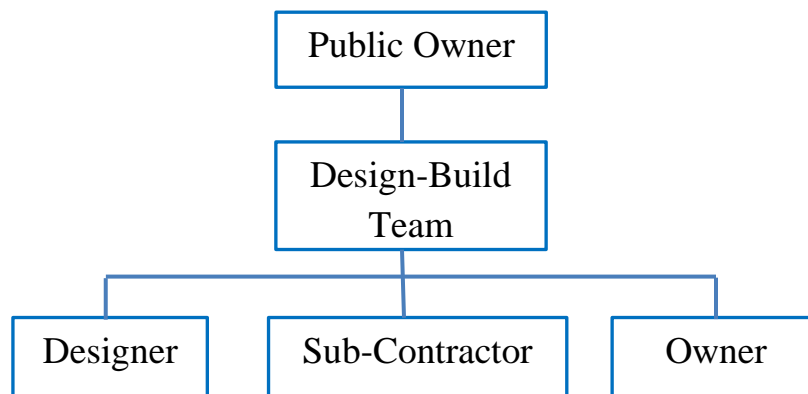 Public Owner
Design-Build
Team
Designer
Sub-Contractor
Owner